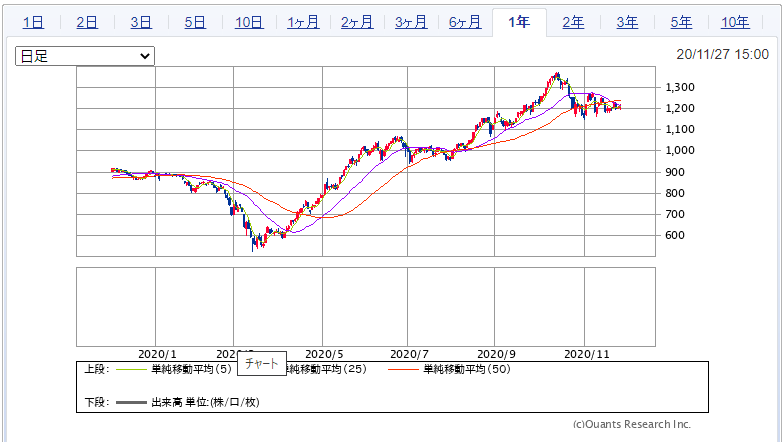 1日 2日 3日 5日 10日 1ヶ月 2ヶ月 3ヶ月 6ヶ月 1年 2年 3年 5年 10年
日足 20/11/27 15:00
1,300
1,200
1,100
1,000
900
800
700
600
2020/1 2020/5 2020/7 2020/9 2020/11
チャート
上段: 単純移動平均(5) 単純移動平均(25) 単純移動平均(50)
下段: 出来高 単位:(株/口/枚)
(c)Quants Research Inc.